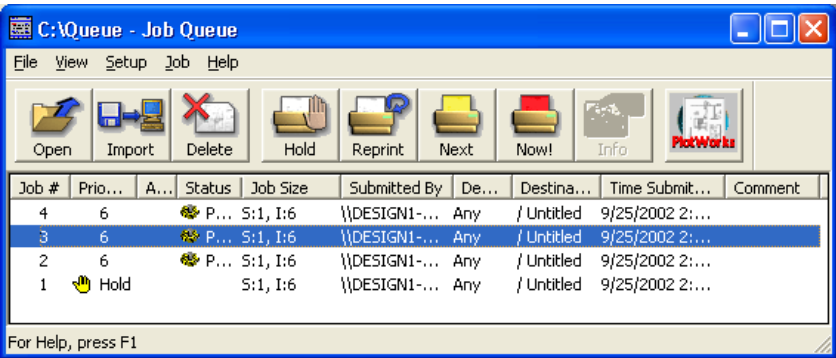 C:\Queue - Job Queue
File View Setup Job Help
Open Import Delete Hold Reprint Next Now! Info PlotWorks
Job # Prio... A... Status Job Size Submitted By De... Destina... Time Submit... Comment
4 6 P... S:1, I:6 \\DESIGN1-... Any / Untitled 9/25/2002 2:...
3 6 P... S:1, I:6 \\DESIGN1-... Any / Untitled 9/25/2002 2:...
2 6 P... S:1, I:6 \\DESIGN1-... Any / Untitled 9/25/2002 2:...
1 Hold S:1, I:6 \\DESIGN1-... Any / Untitled 9/25/2002 2:...
For Help, press F1